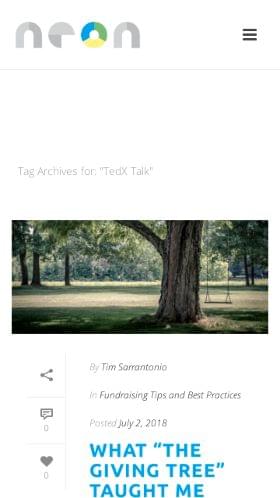 neon
Tag Archives for: "TedX Talk"
By Tim Sarrantonio
In Fundraising Tips and Best Practices
0
Posted July 2, 2018
0
WHAT “THE
GIVING TREE”
TAUGHT ME